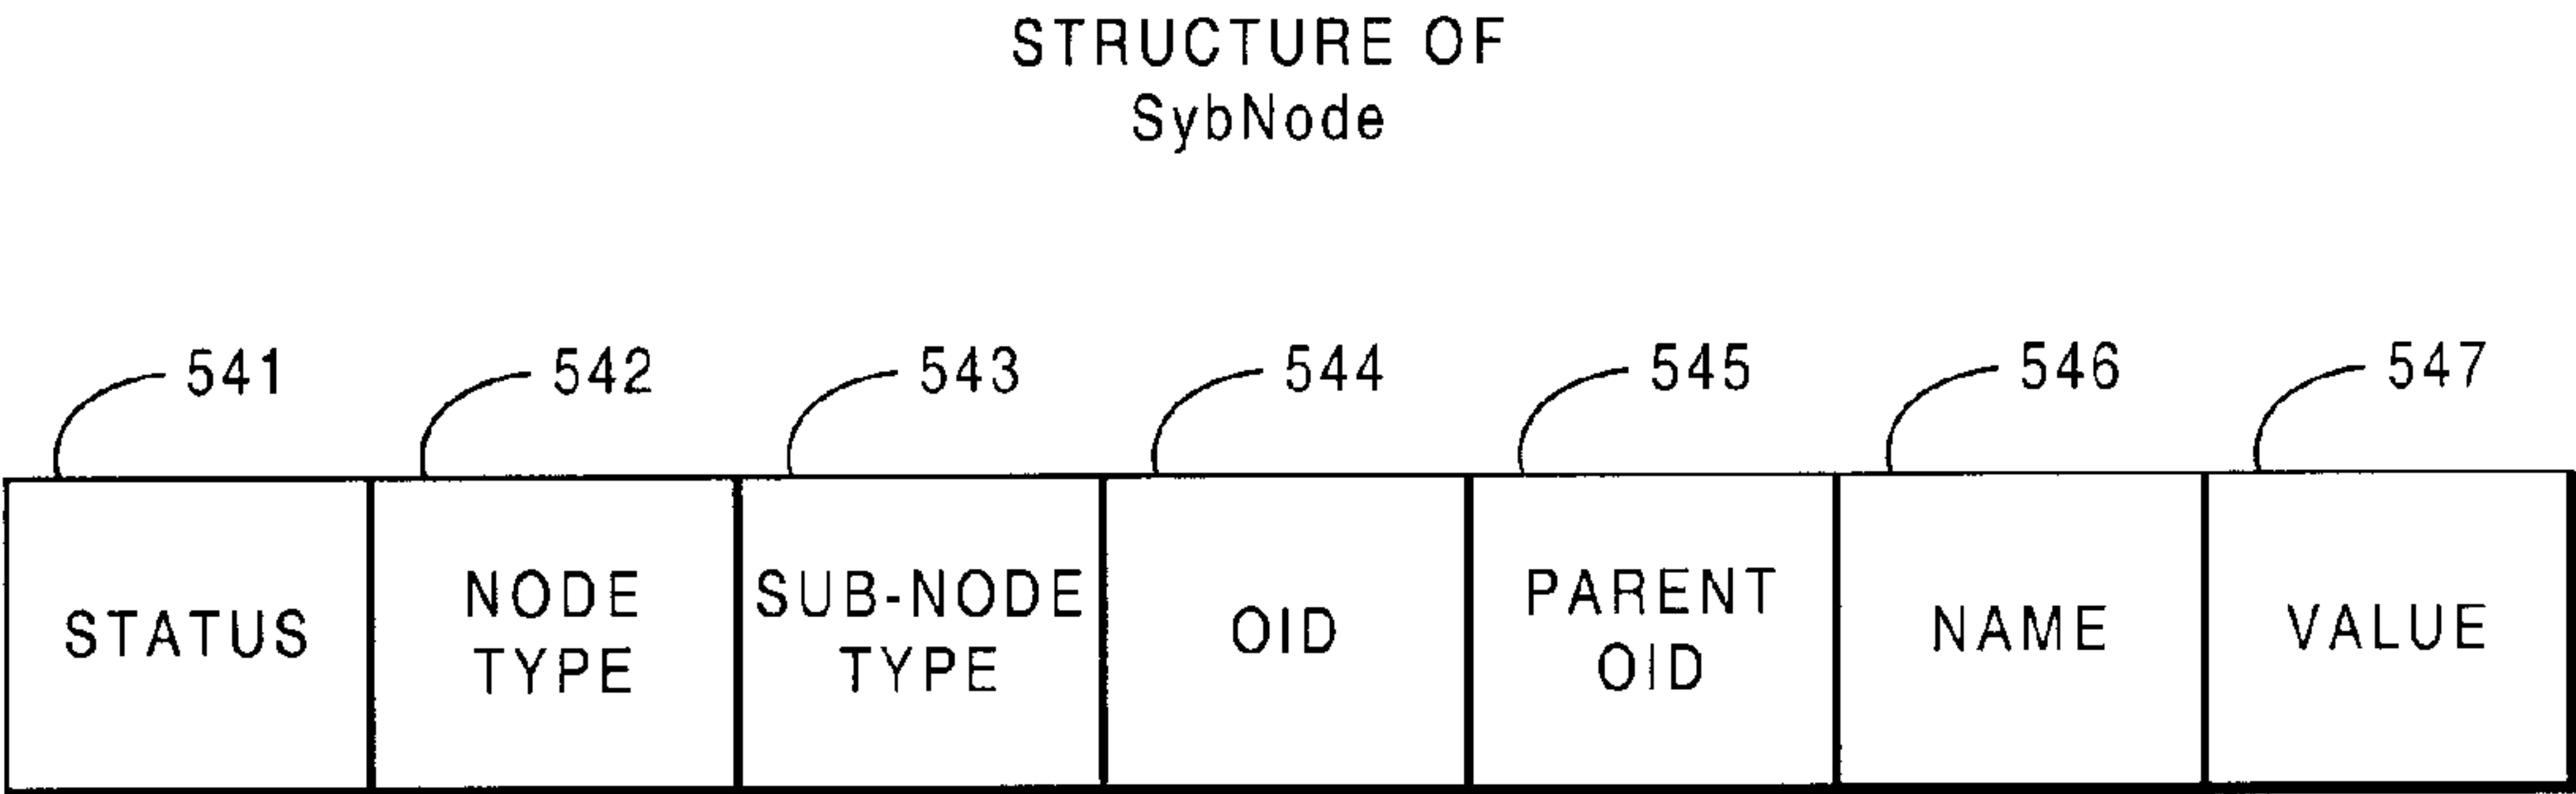 STRUCTURE OF
SybNode
541 542 543 544 545 546 547
STATUS
NODE
TYPE
SUB-NODE
TYPE
OID
PARENT
OID
NAME
VALUE